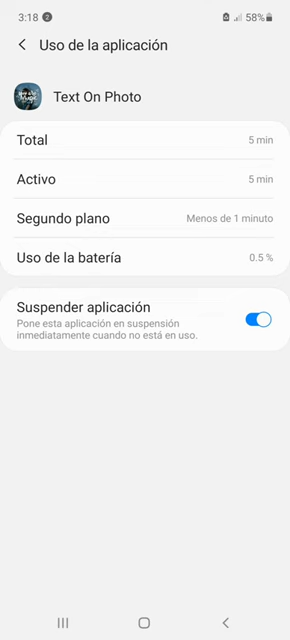 3:18 2 58%
Uso de la aplicación
Text On Photo
Total 5 min
Activo 5 min
Segundo plano Menos de 1 minuto
Uso de la batería 0.5 %
Suspender aplicación
Pone esta aplicación en suspensión
inmediatamente cuando no está en uso.